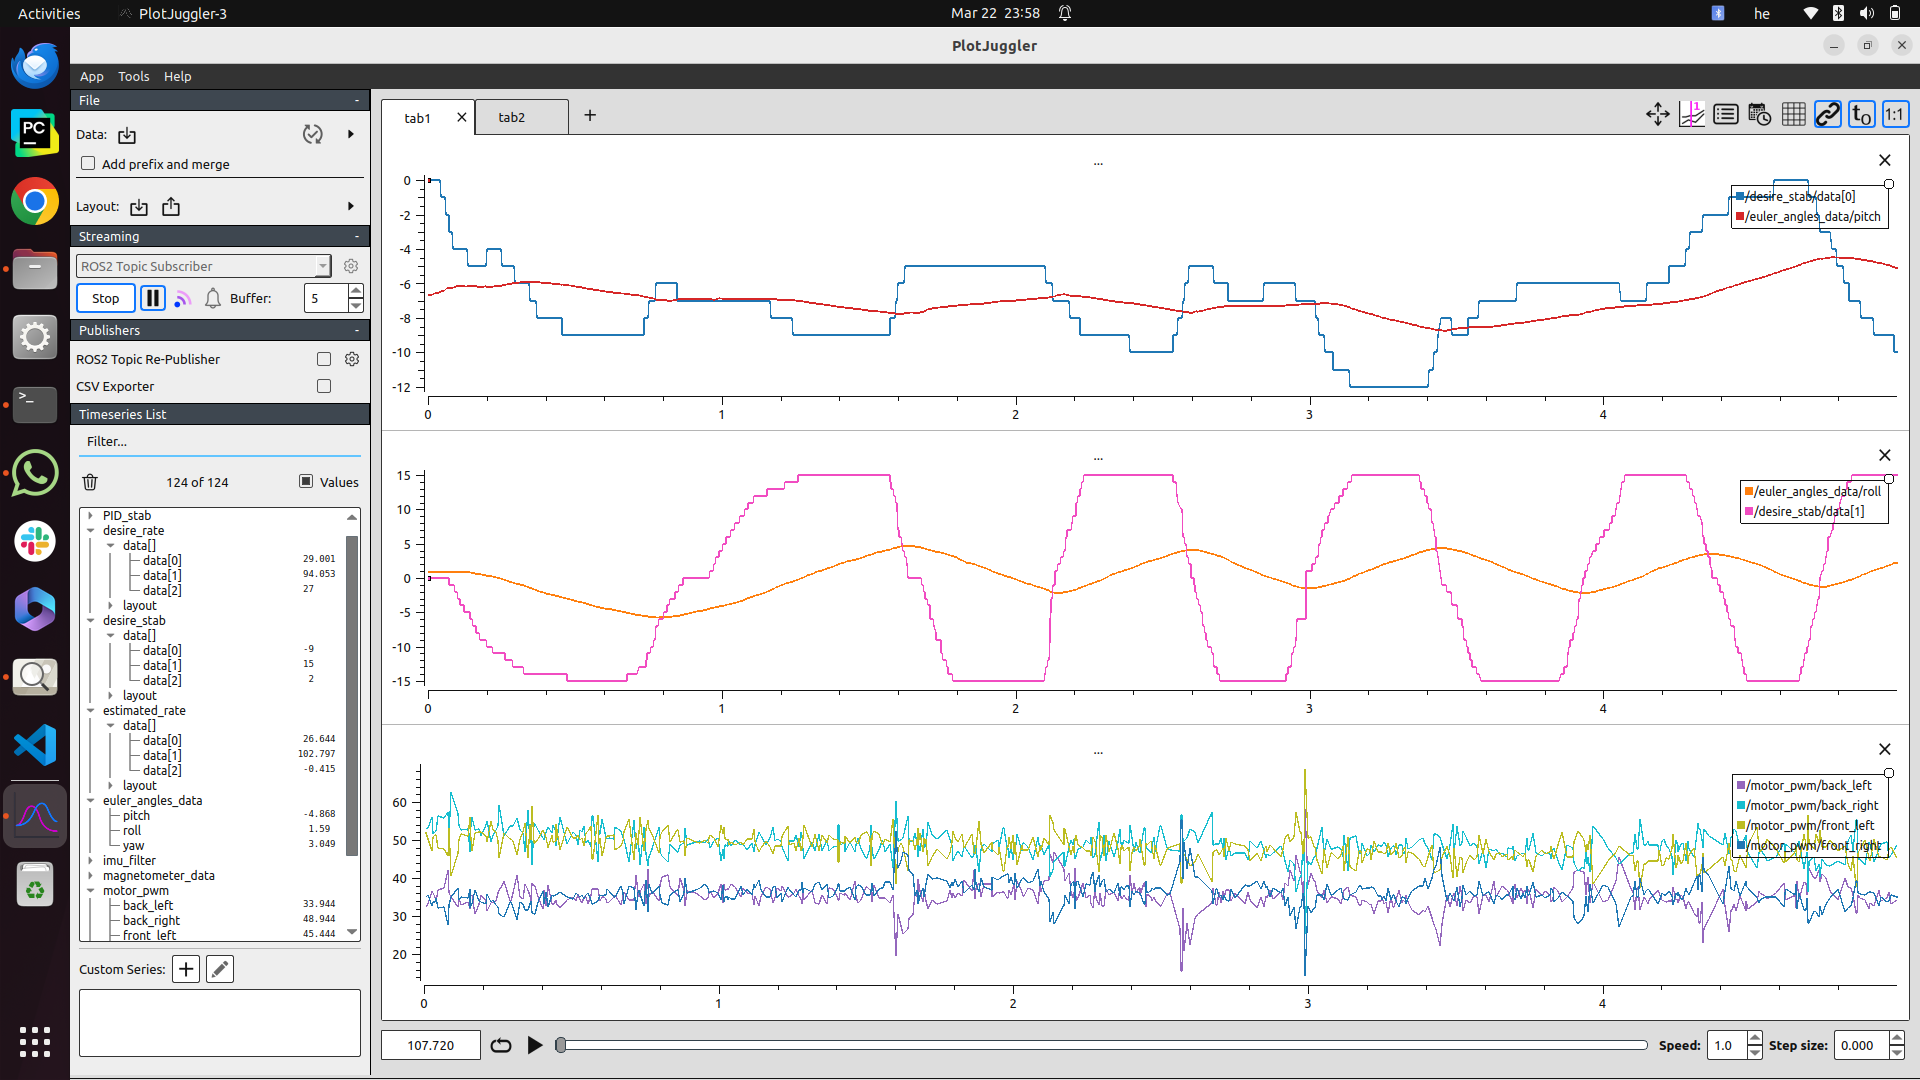 Activities PlotJuggler-3 Mar 22 23:58 he
PlotJuggler
App Tools Help
File -
Data:
Add prefix and merge
Layout:
Streaming -
ROS2 Topic Subscriber
Stop Buffer: 5
Publishers -
ROS2 Topic Re-Publisher
CSV Exporter
Timeseries List
Filter...
124 of 124 Values
PID_stab
desire_rate
data[]
data[0] 29.001
data[1] 94.053
data[2] 27
layout
desire_stab
data[]
data[0] -9
data[1] 15
data[2] 2
layout
estimated_rate
data[]
data[0] 26.644
data[1] 102.797
data[2] -0.415
layout
euler_angles_data
pitch -4.868
roll 1.59
yaw 3.049
imu_filter
magnetometer_data
motor_pwm
back_left 33.944
back_right 48.944
front_left 45.444
Custom Series:
PC
tab1 tab2 +
1 t0 1:1
...
/desire_stab/data[0]
/euler_angles_data/pitch
0
-2
-4
-6
-8
-10
-12
0 1 2 3 4
...
/euler_angles_data/roll
/desire_stab/data[1]
15
10
5
0
-5
-10
-15
0 1 2 3 4
...
/motor_pwm/back_left
/motor_pwm/back_right
/motor_pwm/front_left
/motor_pwm/front_right
60
50
40
30
20
0 1 2 3 4
107.720 Speed: 1.0 Step size: 0.000